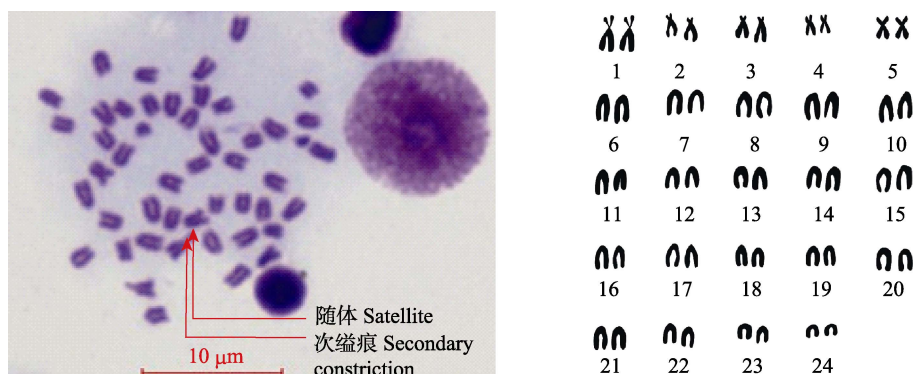 随体 Satellite
次缢痕 Secondary
constriction
10 μm
1 2 3 4 5
6 7 8 9 10
11 12 13 14 15
16 17 18 19 20
21 22 23 24